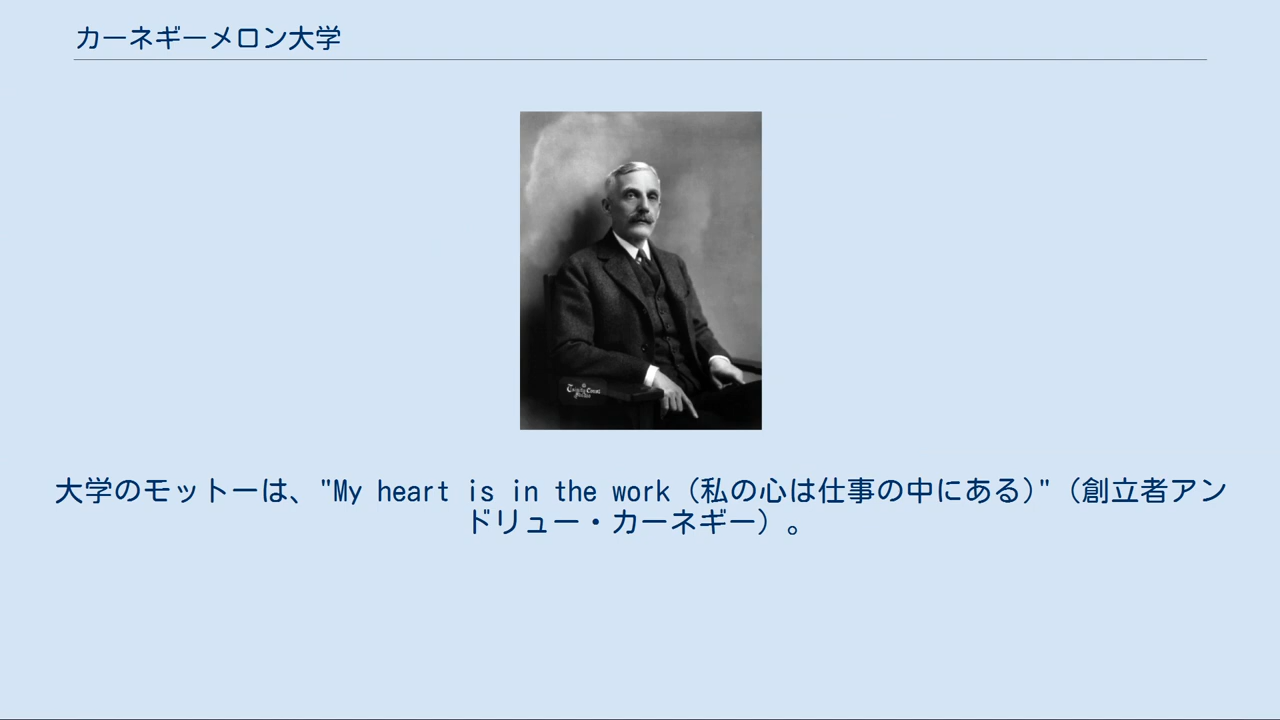 カーネギーメロン大学
大学のモットーは、"My heart is in the work（私の心は仕事の中にある）"（創立者アン
ドリュー・カーネギー）。